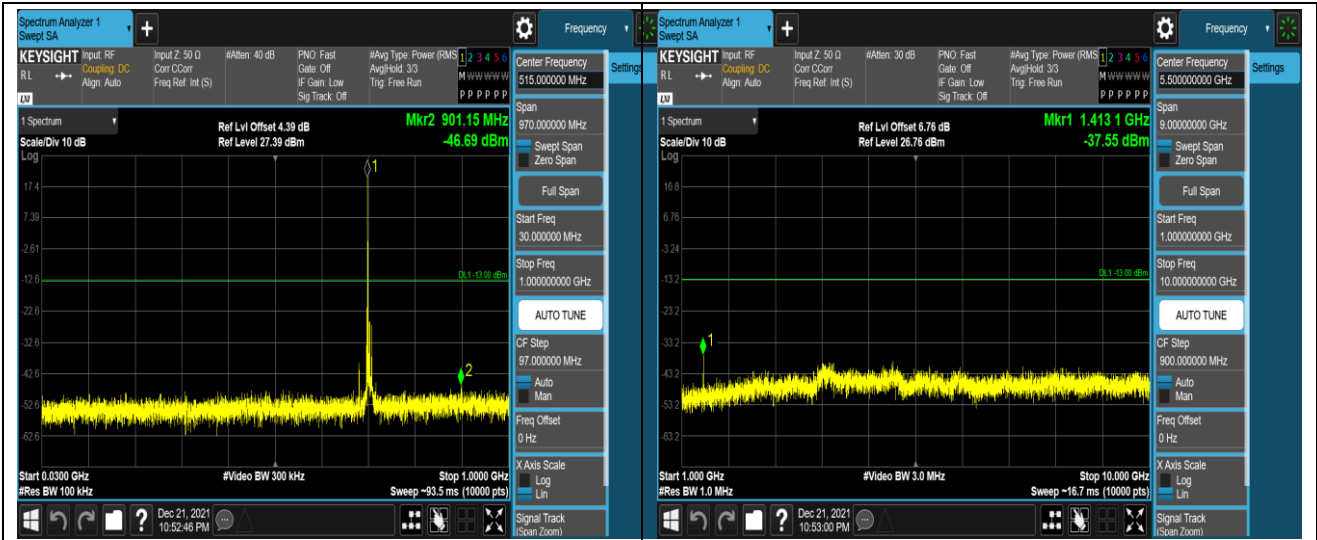 Spectrum Analyzer 1
Swept SA
+
Frequency
KEYSIGHT
RL
LXI
Input: RF
Coupling: DC
Align: Auto
Input Z: 50 Ω
Corr CCorr
Freq Ref: Int (S)
#Atten: 40 dB
PNO: Fast
Gate: Off
IF Gain: Low
Sig Track: Off
#Avg Type: Power (RMS
Avg|Hold: 3/3
Trig: Free Run
1 2 3 4 5 6
M W W W W W
P P P P P P
Center Frequency
515.000000 MHz
Settings
1 Spectrum
Scale/Div 10 dB
Log
Ref Lvl Offset 4.39 dB
Ref Level 27.39 dBm
Mkr2 901.15 MHz
-46.69 dBm
Span
970.000000 MHz
Swept Span
Zero Span
Full Span
Start Freq
30.000000 MHz
Stop Freq
1.000000000 GHz
AUTO TUNE
CF Step
97.000000 MHz
Auto
Man
Freq Offset
0 Hz
X Axis Scale
Log
Lin
Signal Track
(Span Zoom)
1
17.4
7.39
-2.61
DL1 -13.00 dBm
-12.6
-22.6
-32.6
2
-42.6
-52.6
-62.6
Start 0.0300 GHz
#Res BW 100 kHz
#Video BW 300 kHz
Stop 1.0000 GHz
Sweep ~93.5 ms (10000 pts)
?
Dec 21, 2021
10:52:46 PM
Spectrum Analyzer 1
Swept SA
+
Frequency
KEYSIGHT
RL
LXI
Input: RF
Coupling: DC
Align: Auto
Input Z: 50 Ω
Corr CCorr
Freq Ref: Int (S)
#Atten: 30 dB
PNO: Fast
Gate: Off
IF Gain: Low
Sig Track: Off
#Avg Type: Power (RMS
Avg|Hold: 3/3
Trig: Free Run
1 2 3 4 5 6
M W W W W W
P P P P P P
Center Frequency
5.500000000 GHz
Settings
1 Spectrum
Scale/Div 10 dB
Log
Ref Lvl Offset 6.76 dB
Ref Level 26.76 dBm
Mkr1 1.413 1 GHz
-37.55 dBm
Span
9.00000000 GHz
Swept Span
Zero Span
Full Span
Start Freq
1.000000000 GHz
Stop Freq
10.000000000 GHz
AUTO TUNE
CF Step
900.000000 MHz
Auto
Man
Freq Offset
0 Hz
X Axis Scale
Log
Lin
Signal Track
(Span Zoom)
16.8
6.76
-3.24
DL1 -13.00 dBm
-13.2
-23.2
-33.2
1
-43.2
-53.2
-63.2
Start 1.000 GHz
#Res BW 1.0 MHz
#Video BW 3.0 MHz
Stop 10.000 GHz
Sweep ~16.7 ms (10000 pts)
?
Dec 21, 2021
10:53:00 PM